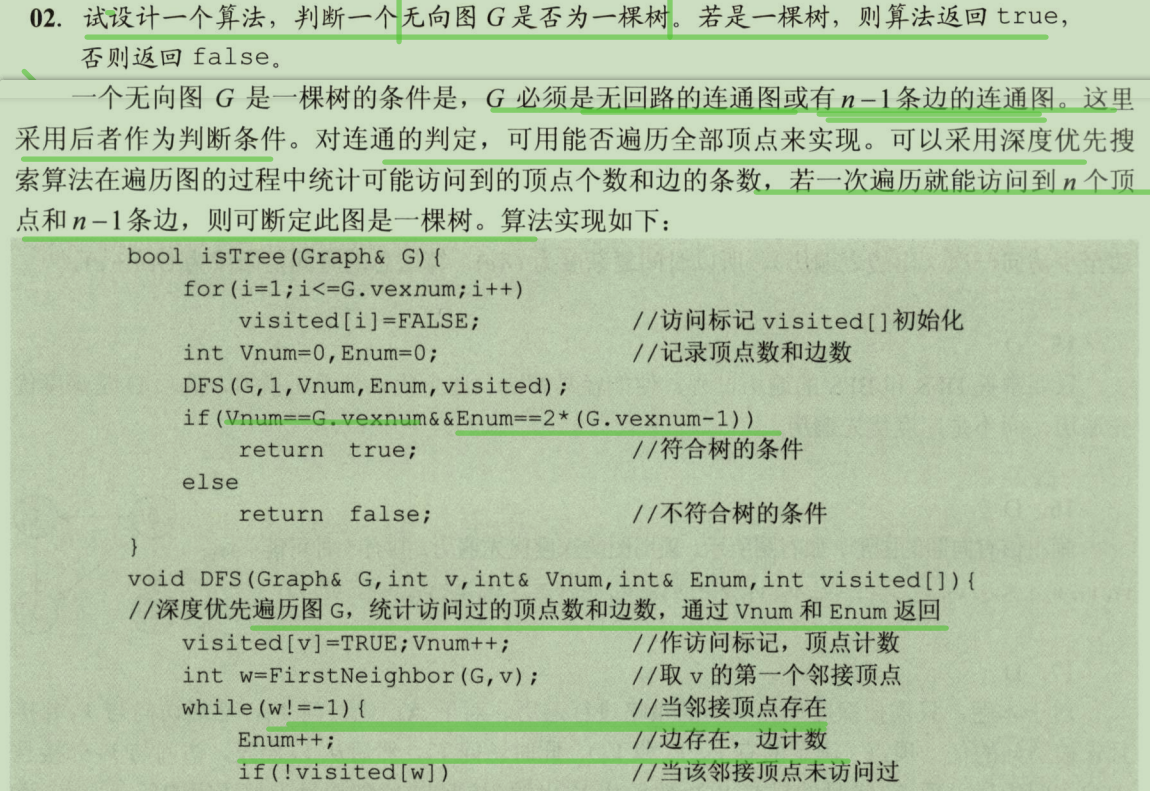 02. 试设计一个算法，判断一个无向图 G 是否为一棵树。若是一棵树，则算法返回 true，
否则返回 false。
一个无向图 G 是一棵树的条件是，G 必须是无回路的连通图或有 n−1条边的连通图。这里
采用后者作为判断条件。对连通的判定，可用能否遍历全部顶点来实现。可以采用深度优先搜
索算法在遍历图的过程中统计可能访问到的顶点个数和边的条数，若一次遍历就能访问到 n 个顶
点和 n−1条边，则可断定此图是一棵树。算法实现如下：
bool isTree(Graph& G){
for(i=1;i<=G.vexnum;i++)
visited[i]=FALSE; //访问标记 visited[]初始化
int Vnum=0,Enum=0; //记录顶点数和边数
DFS(G,1,Vnum,Enum,visited);
if(Vnum==G.vexnum&&Enum==2*(G.vexnum-1))
return true; //符合树的条件
else
return false; //不符合树的条件
}
void DFS(Graph& G,int v,int& Vnum,int& Enum,int visited[]){
//深度优先遍历图 G，统计访问过的顶点数和边数，通过 Vnum 和 Enum 返回
visited[v]=TRUE;Vnum++; //作访问标记，顶点计数
int w=FirstNeighbor(G,v); //取 v 的第一个邻接顶点
while(w!=-1){ //当邻接顶点存在
Enum++; //边存在，边计数
if(!visited[w]) //当该邻接顶点未访问过